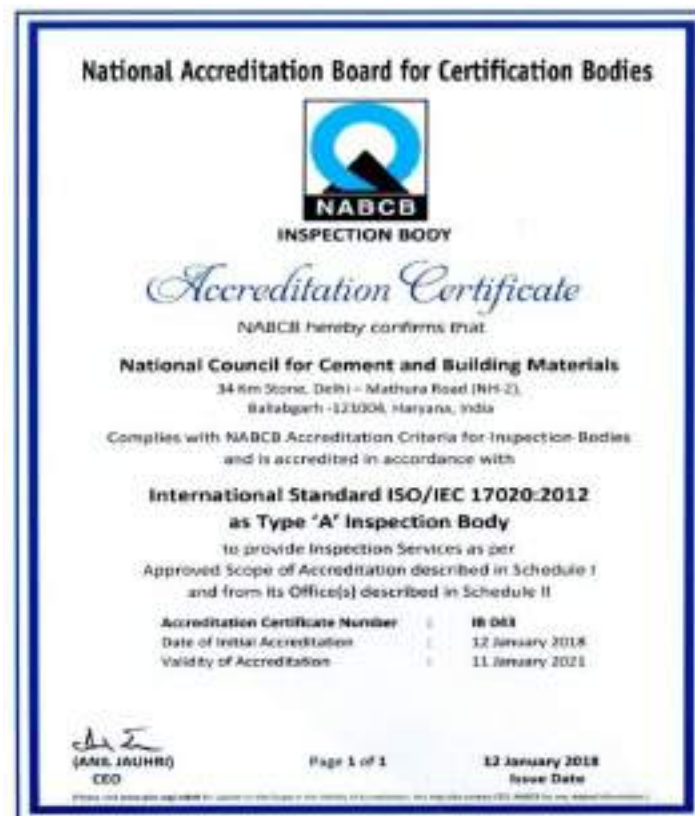 National Accreditation Board for Certification Bodies
NABCB
INSPECTION BODY
Accreditation Certificate
NABCB hereby confirms that
National Council for Cement and Building Materials
34 Km Stone, Delhi – Mathura Road (NH-2),
Ballabgarh -121004, Haryana, India
Complies with NABCB Accreditation Criteria for Inspection Bodies
and is accredited in accordance with
International Standard ISO/IEC 17020:2012
as Type ‘A’ Inspection Body
to provide Inspection Services as per
Approved Scope of Accreditation described in Schedule I
and from its Office(s) described in Schedule II
Accreditation Certificate Number : IB 043
Date of Initial Accreditation : 12 January 2018
Validity of Accreditation : 11 January 2021
(ANIL JAUHRI)
CEO
Page 1 of 1
12 January 2018
Issue Date